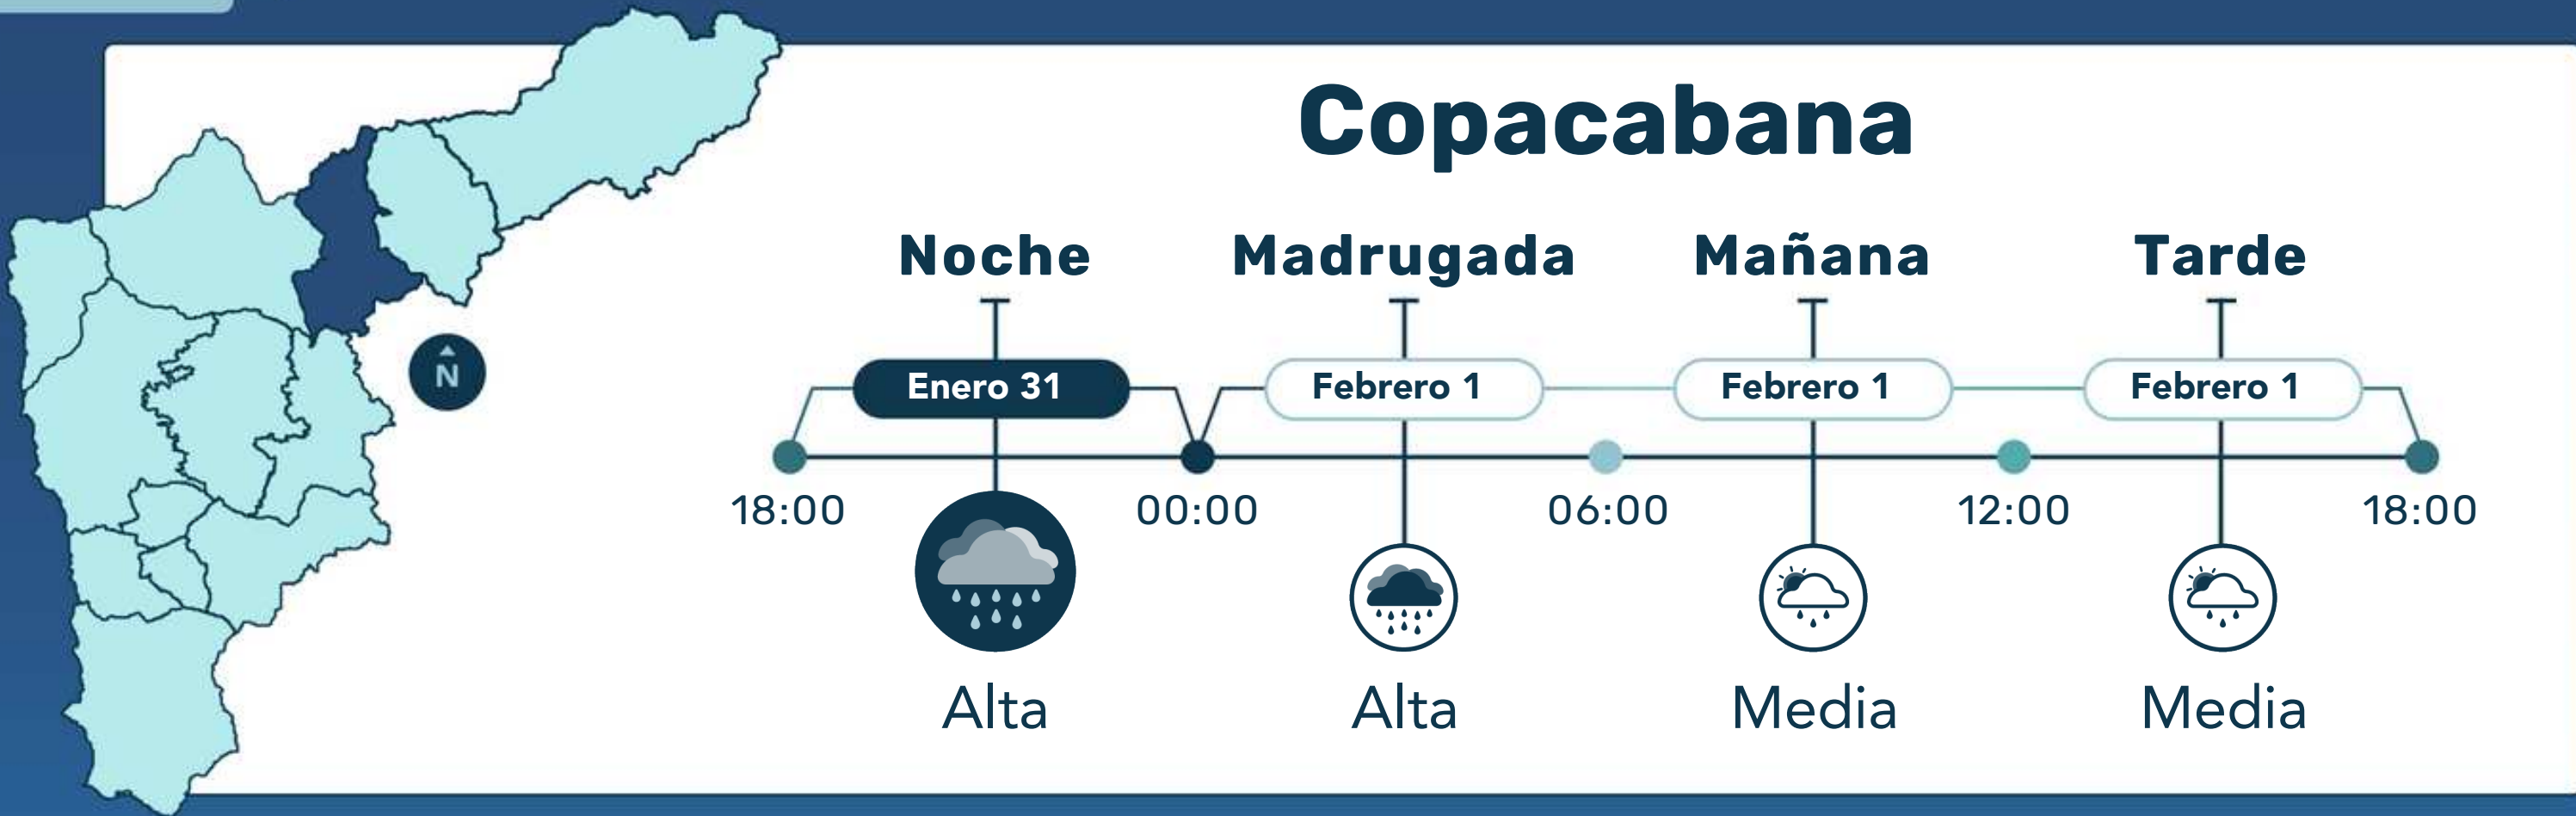 Copacabana
Noche Madrugada Mañana Tarde
Enero 31 Febrero 1 Febrero 1 Febrero 1
N
18:00 00:00 06:00 12:00 18:00
Alta Alta Media Media